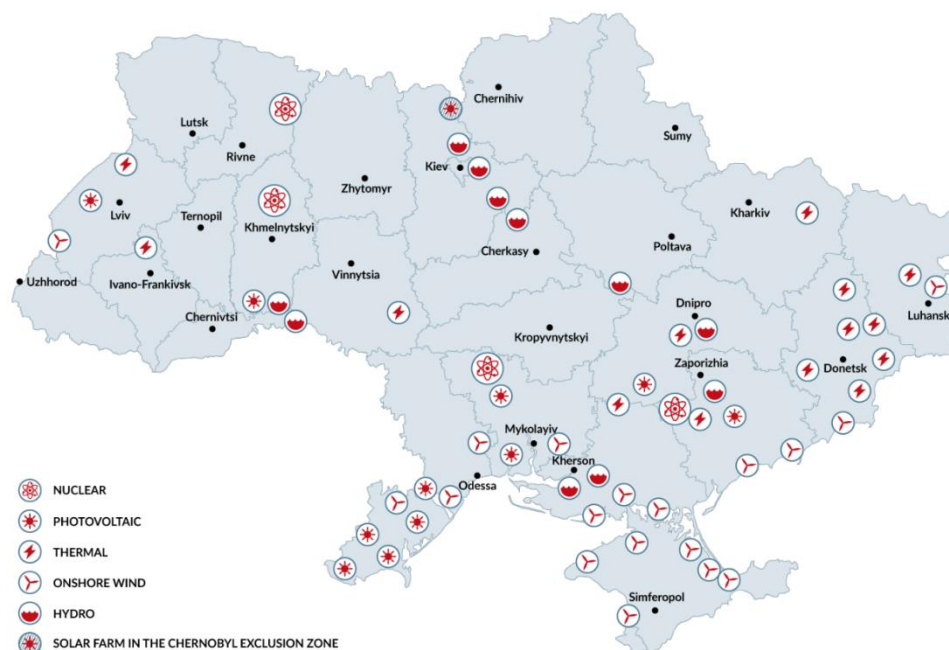 Chernihiv
Lutsk
Sumy
Rivne
Kiev
Zhytomyr
Lviv
Ternopil
Khmelnytskyi
Kharkiv
Poltava
Cherkasy
Uzhhorod
Ivano-Frankivsk
Vinnytsia
Chernivtsi
Dnipro
Luhansk
Kropyvnytskyi
Zaporizhia
Donetsk
Mykolayiv
Kherson
Odessa
Simferopol
NUCLEAR
PHOTOVOLTAIC
THERMAL
ONSHORE WIND
HYDRO
SOLAR FARM IN THE CHERNOBYL EXCLUSION ZONE